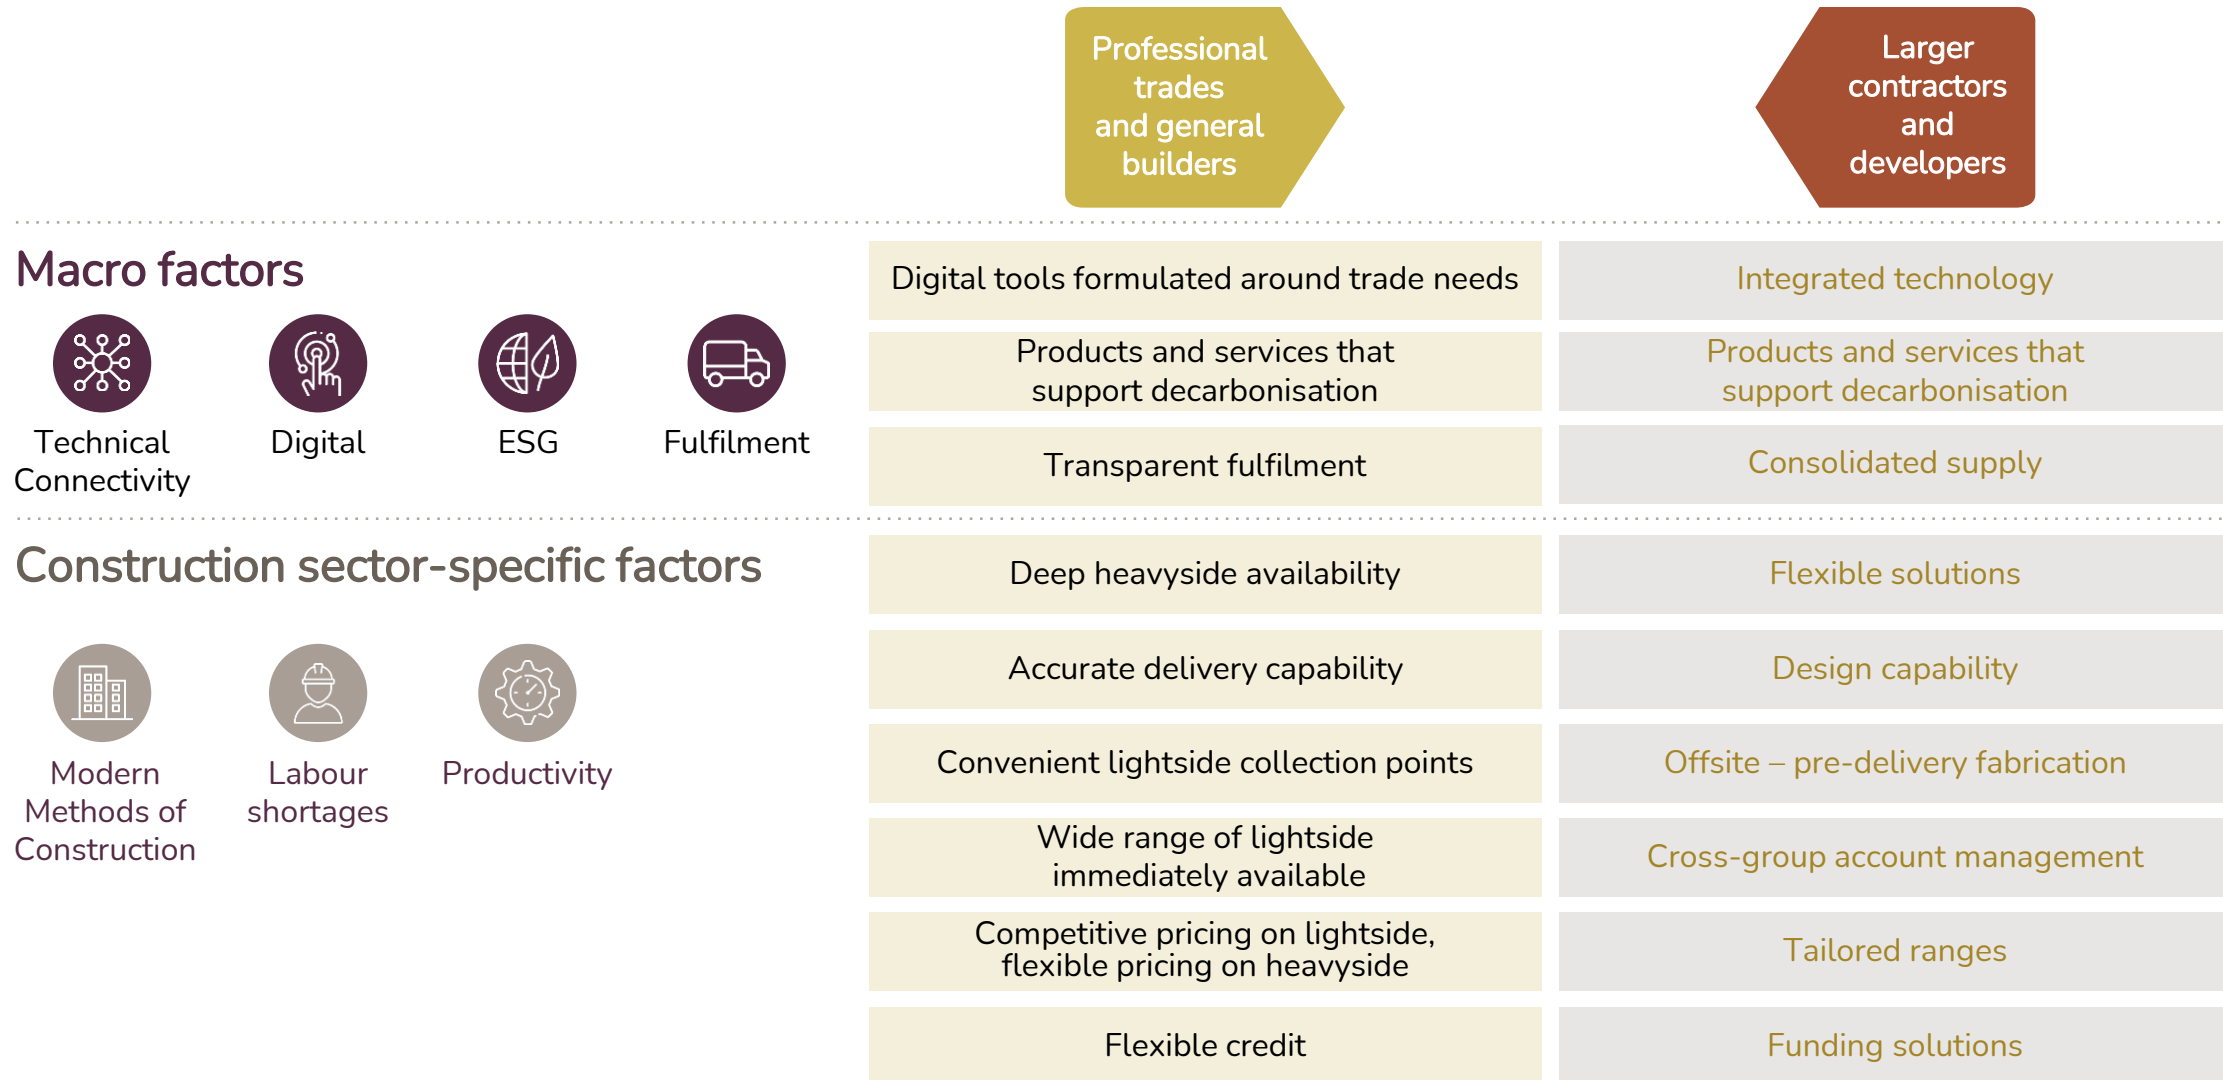 Professional
trades
and general
builders
Larger
contractors
and
developers
Macro factors
Technical
Connectivity
Digital
ESG
Fulfilment
Digital tools formulated around trade needs
Integrated technology
Products and services that
support decarbonisation
Products and services that
support decarbonisation
Transparent fulfilment
Consolidated supply
Construction sector-specific factors
Modern
Methods of
Construction
Labour
shortages
Productivity
Deep heavyside availability
Flexible solutions
Accurate delivery capability
Design capability
Convenient lightside collection points
Offsite – pre-delivery fabrication
Wide range of lightside
immediately available
Cross-group account management
Competitive pricing on lightside,
flexible pricing on heavyside
Tailored ranges
Flexible credit
Funding solutions